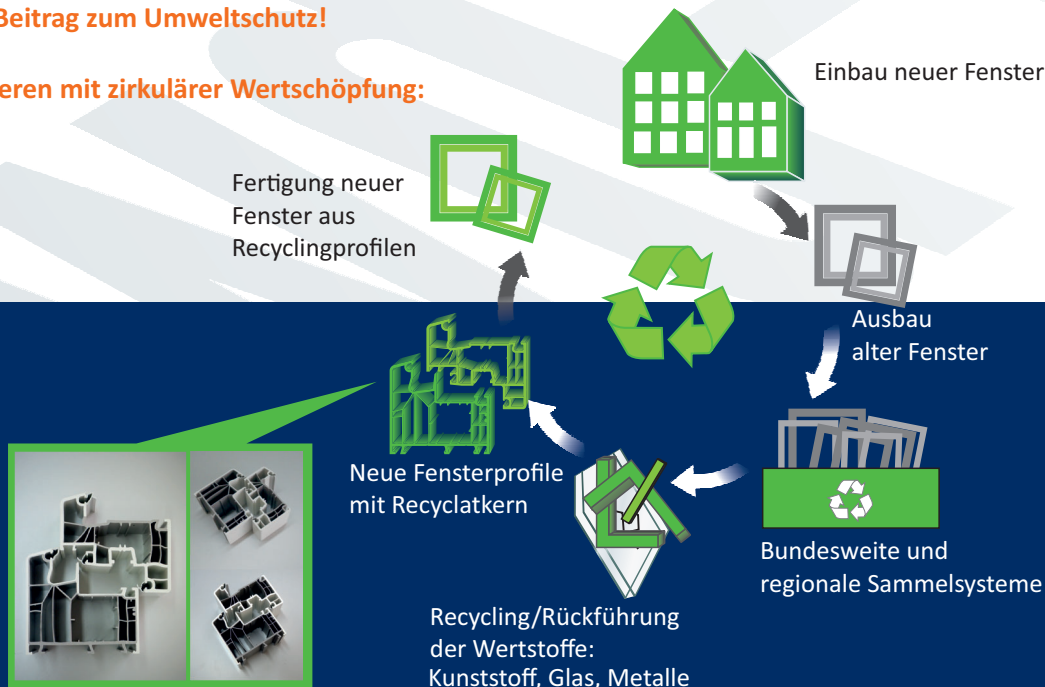 Beitrag zum Umweltschutz!
eren mit zirkulärer Wertschöpfung:
Einbau neuer Fenster
Fertigung neuer
Fenster aus
Recyclingprofilen
Ausbau
alter Fenster
Neue Fensterprofile
mit Recyclatkern
Bundesweite und
regionale Sammelsysteme
Recycling/Rückführung
der Wertstoffe:
Kunststoff, Glas, Metalle